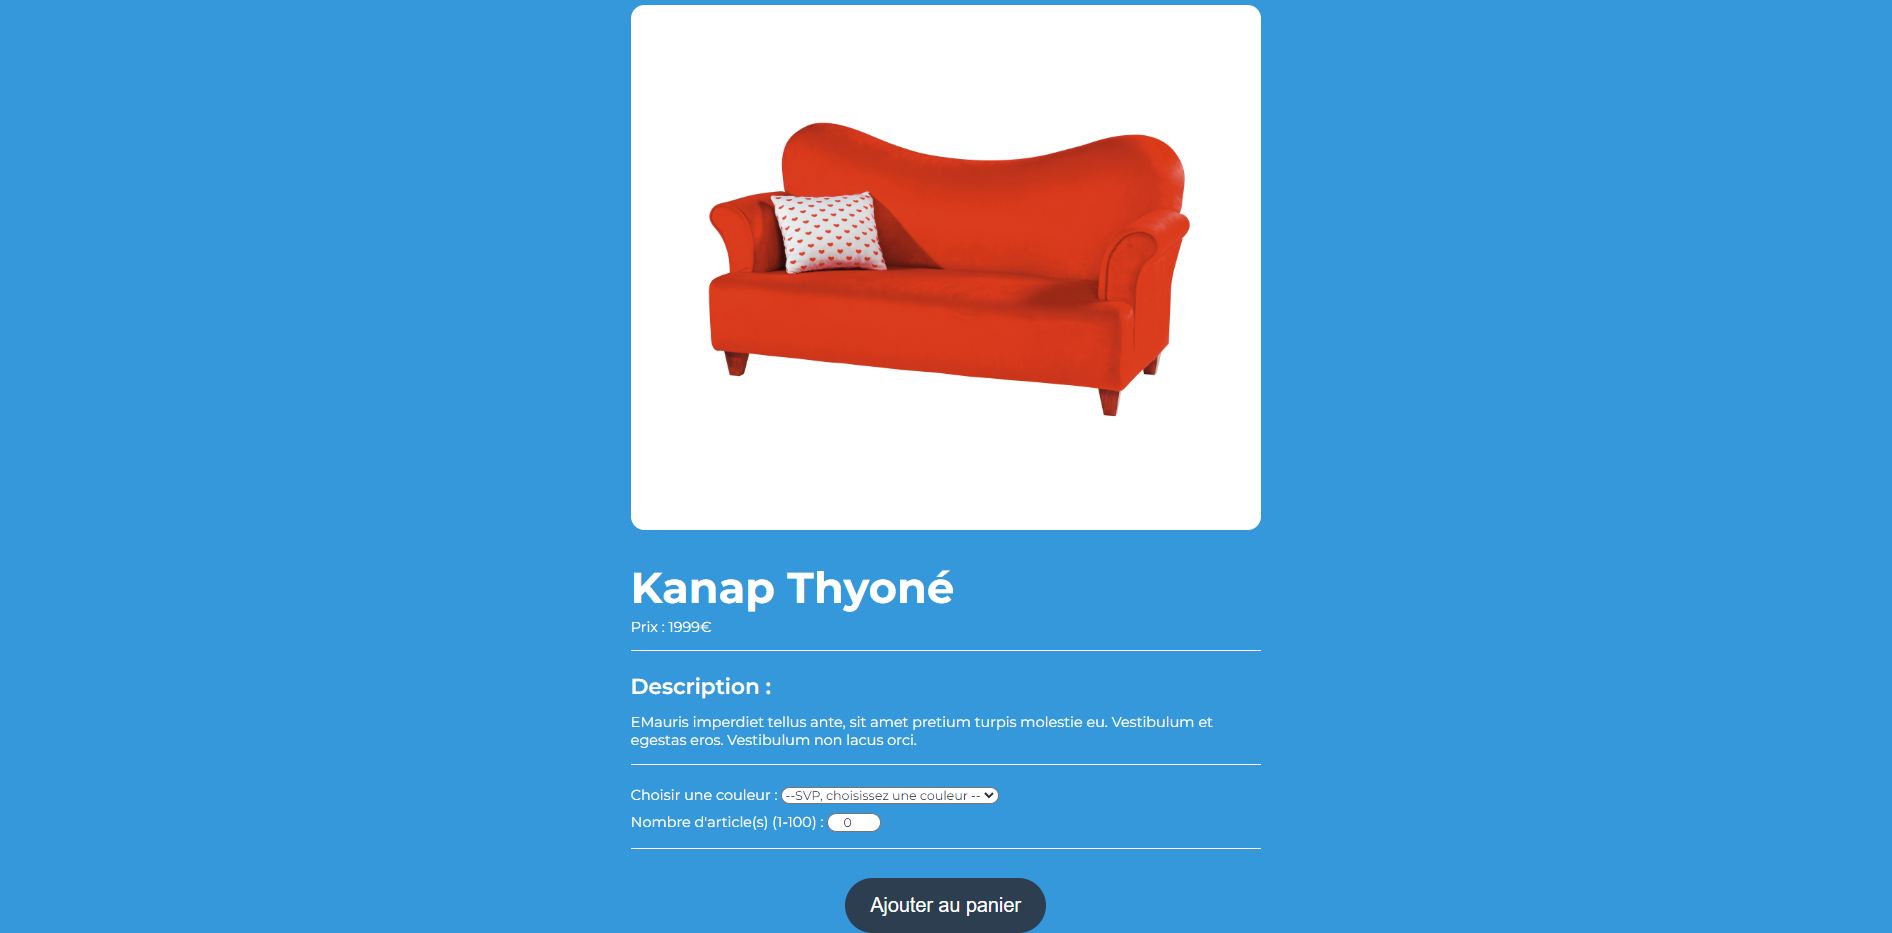 Kanap Thyoné
Prix : 1999€
Description :
EMauris imperdiet tellus ante, sit amet pretium turpis molestie eu. Vestibulum et
egestas eros. Vestibulum non lacus orci.
Choisir une couleur : --SVP, choisissez une couleur --
Nombre d'article(s) (1-100) : 0
Ajouter au panier